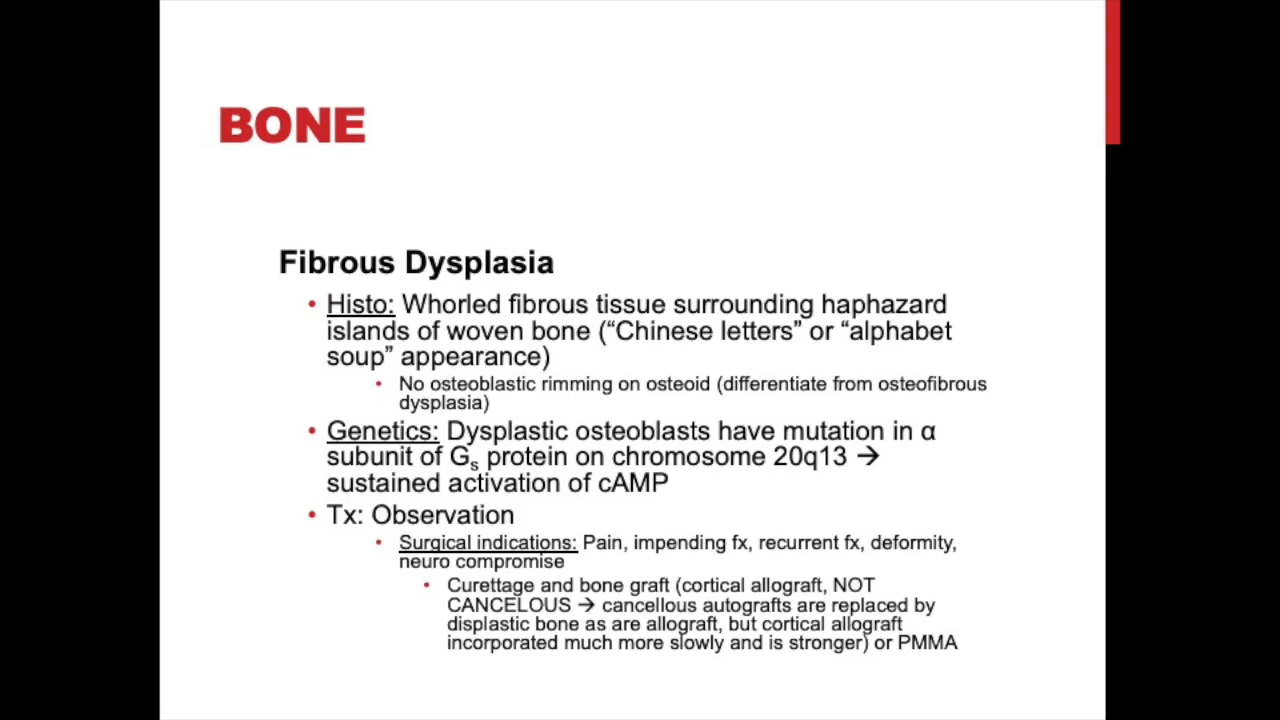 BONE
Fibrous Dysplasia
• Histo: Whorled fibrous tissue surrounding haphazard
islands of woven bone (“Chinese letters” or “alphabet
soup” appearance)
• No osteoblastic rimming on osteoid (differentiate from osteofibrous
dysplasia)
• Genetics: Dysplastic osteoblasts have mutation in α
subunit of Gs protein on chromosome 20q13 →
sustained activation of cAMP
• Tx: Observation
• Surgical indications: Pain, impending fx, recurrent fx, deformity,
neuro compromise
• Curettage and bone graft (cortical allograft, NOT
CANCELOUS → cancellous autografts are replaced by
displastic bone as are allograft, but cortical allograft
incorporated much more slowly and is stronger) or PMMA